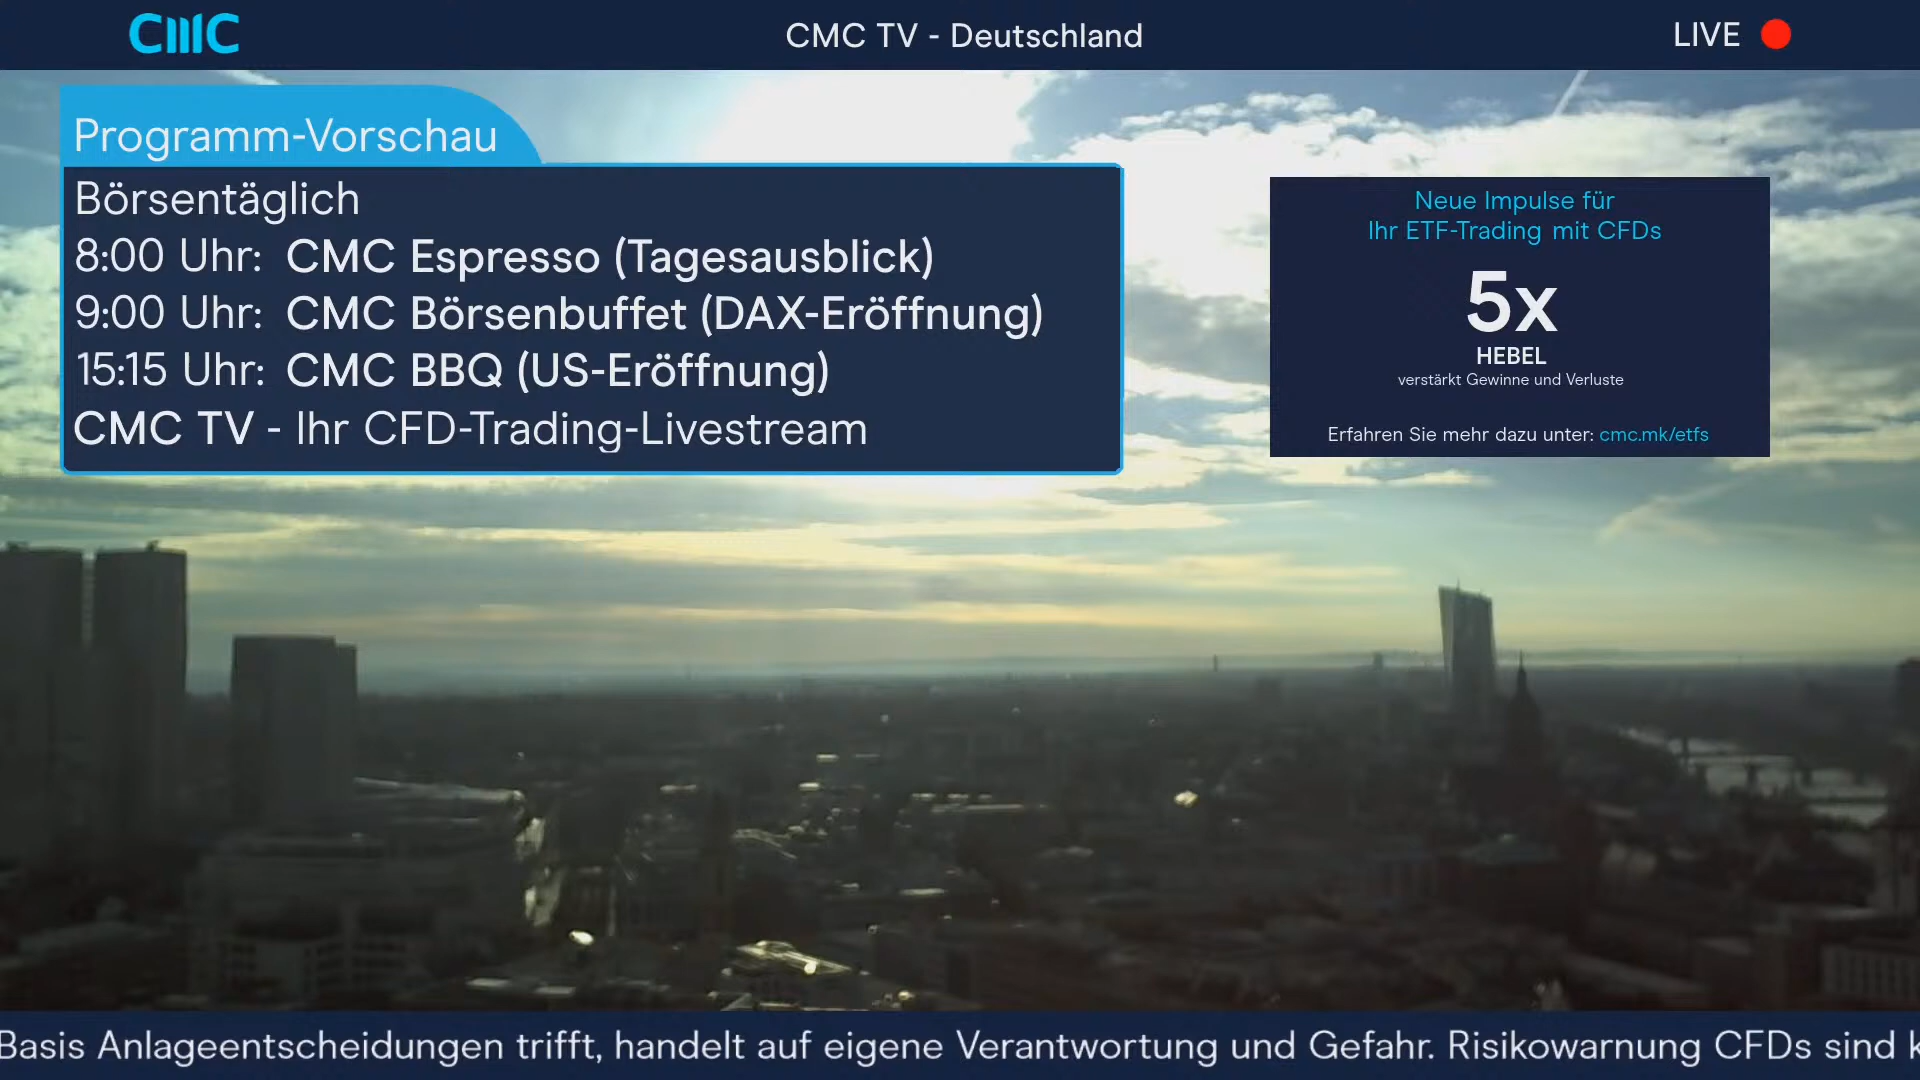 CMC
CMC TV - Deutschland
LIVE
Programm-Vorschau
Börsentäglich
8:00 Uhr: CMC Espresso (Tagesausblick)
9:00 Uhr: CMC Börsenbuffet (DAX-Eröffnung)
15:15 Uhr: CMC BBQ (US-Eröffnung)
CMC TV - Ihr CFD-Trading-Livestream
Neue Impulse für
Ihr ETF-Trading mit CFDs
5x
HEBEL
verstärkt Gewinne und Verluste
Erfahren Sie mehr dazu unter: cmc.mk/etfs
Basis Anlageentscheidungen trifft, handelt auf eigene Verantwortung und Gefahr. Risikowarnung CFDs sind